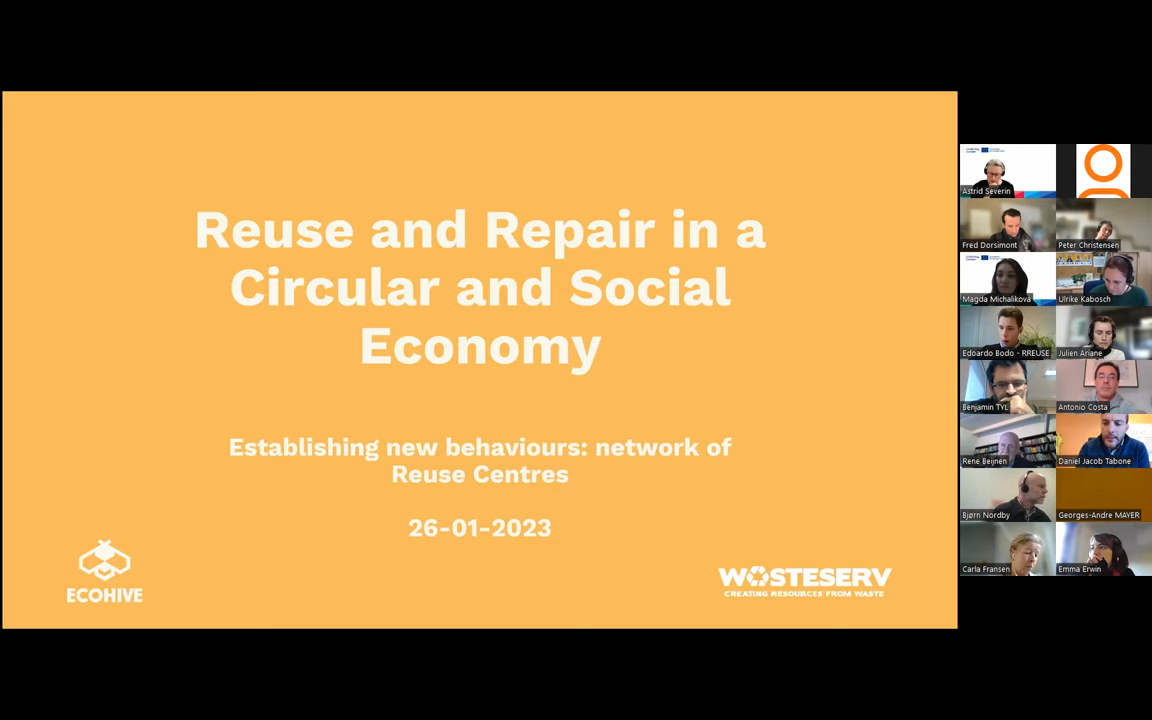 Reuse and Repair in a
Circular and Social
Economy
Establishing new behaviours: network of
Reuse Centres
26-01-2023
ECOHIVE
WASTESERV
CREATING RESOURCES FROM WASTE
Astrid Severin
Fred Dorsimont
Peter Christensen
Magda Michaliková
Ulrike Kabosch
Edoardo Bodo - RREUSE
Julien Ariane
Benjamin TYL
Antonio Costa
René Beijnen
Daniel Jacob Tabone
Bjørn Nordby
Georges-Andre MAYER
Carla Fransen
Emma Erwin